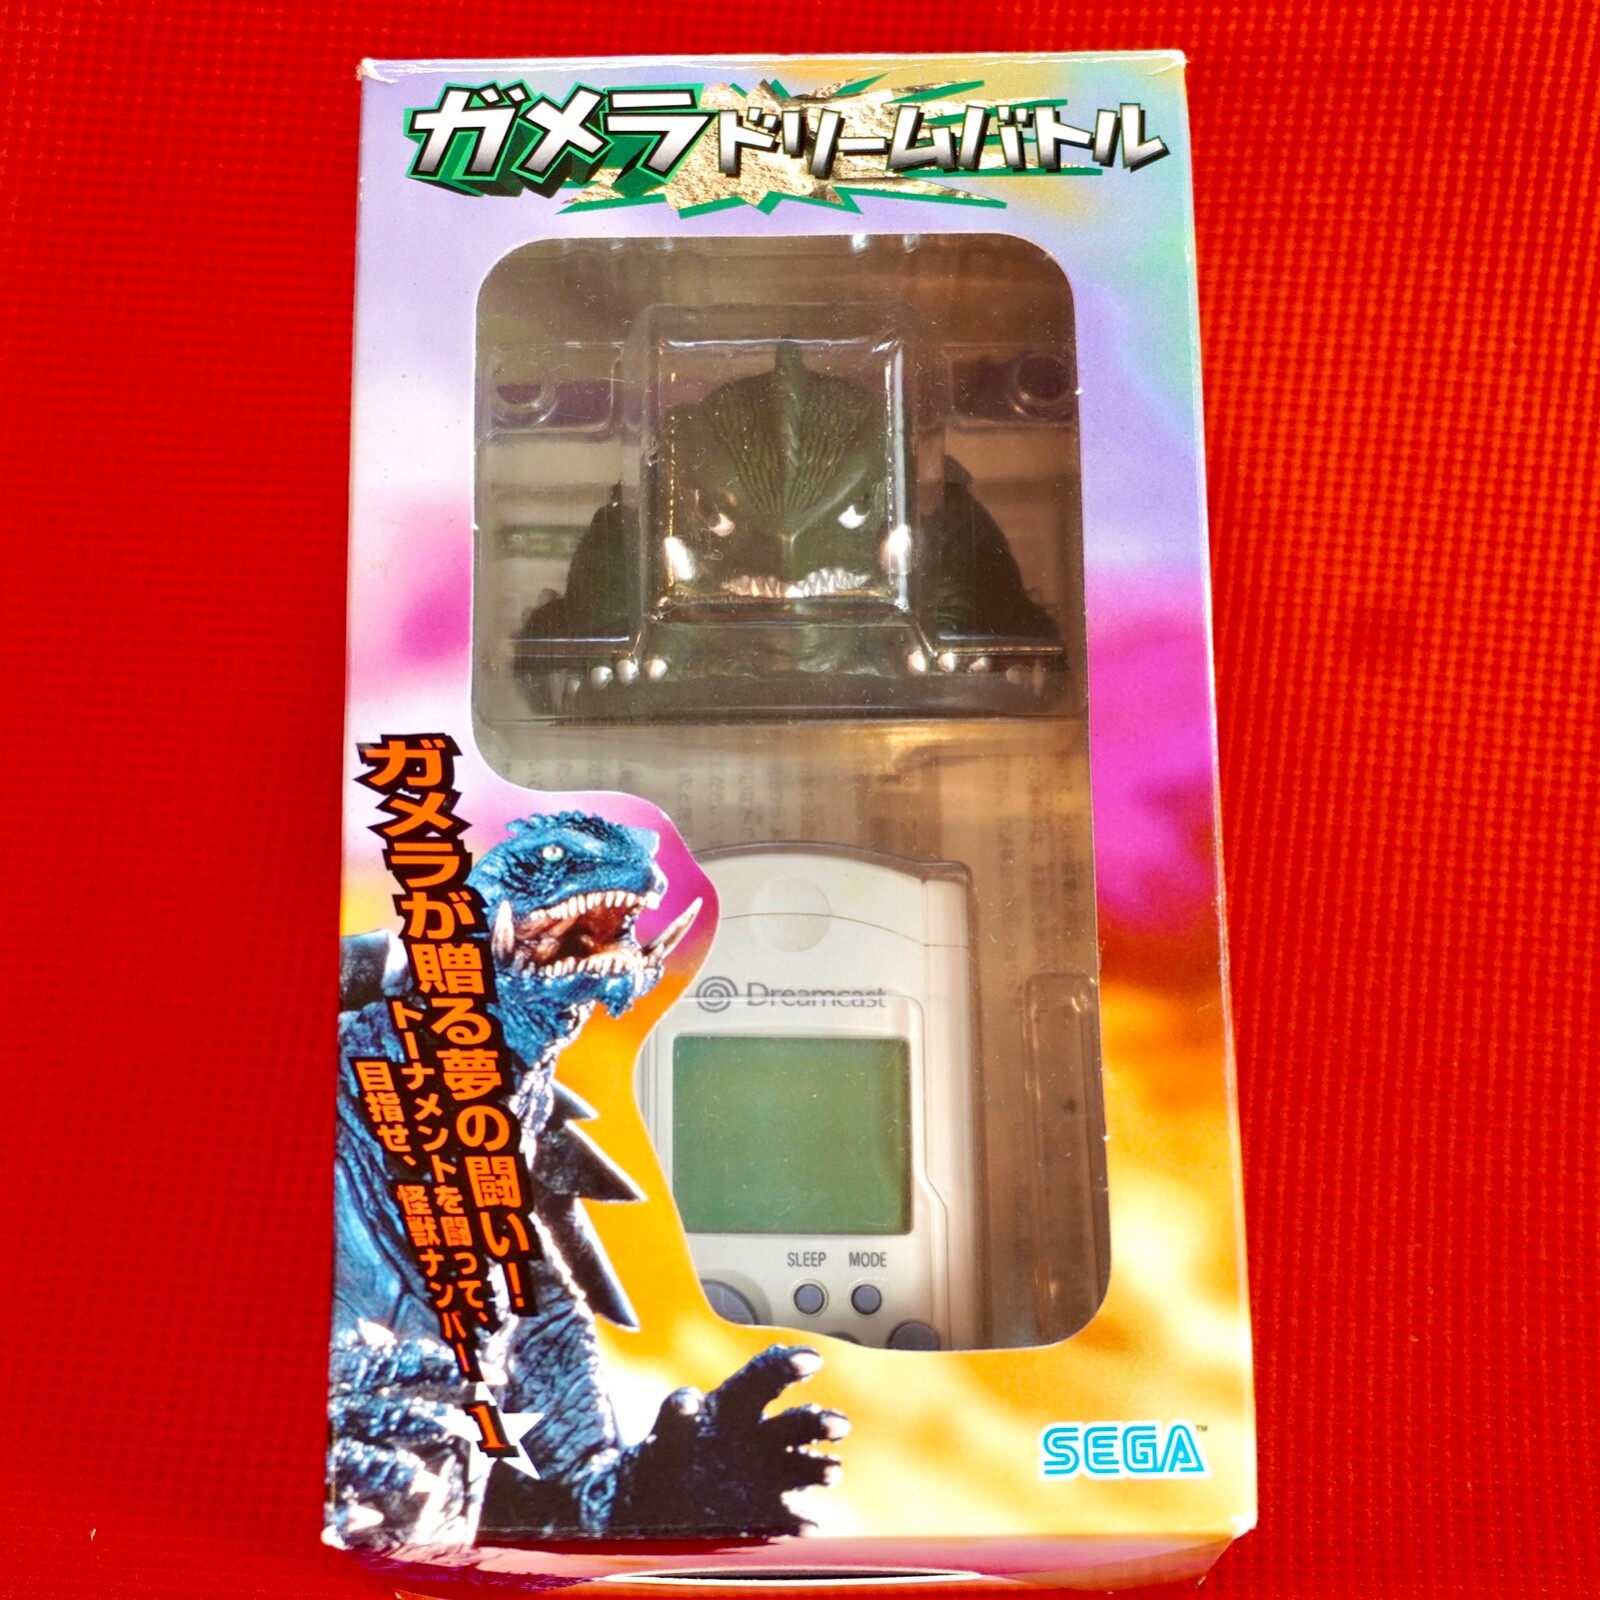 ガメラ ドリームバトル
ガメラが贈る夢の闘い!
トーナメントを闘って、
目指せ、怪獣ナンバー1
Dreamcast
SLEEP MODE
SEGA™